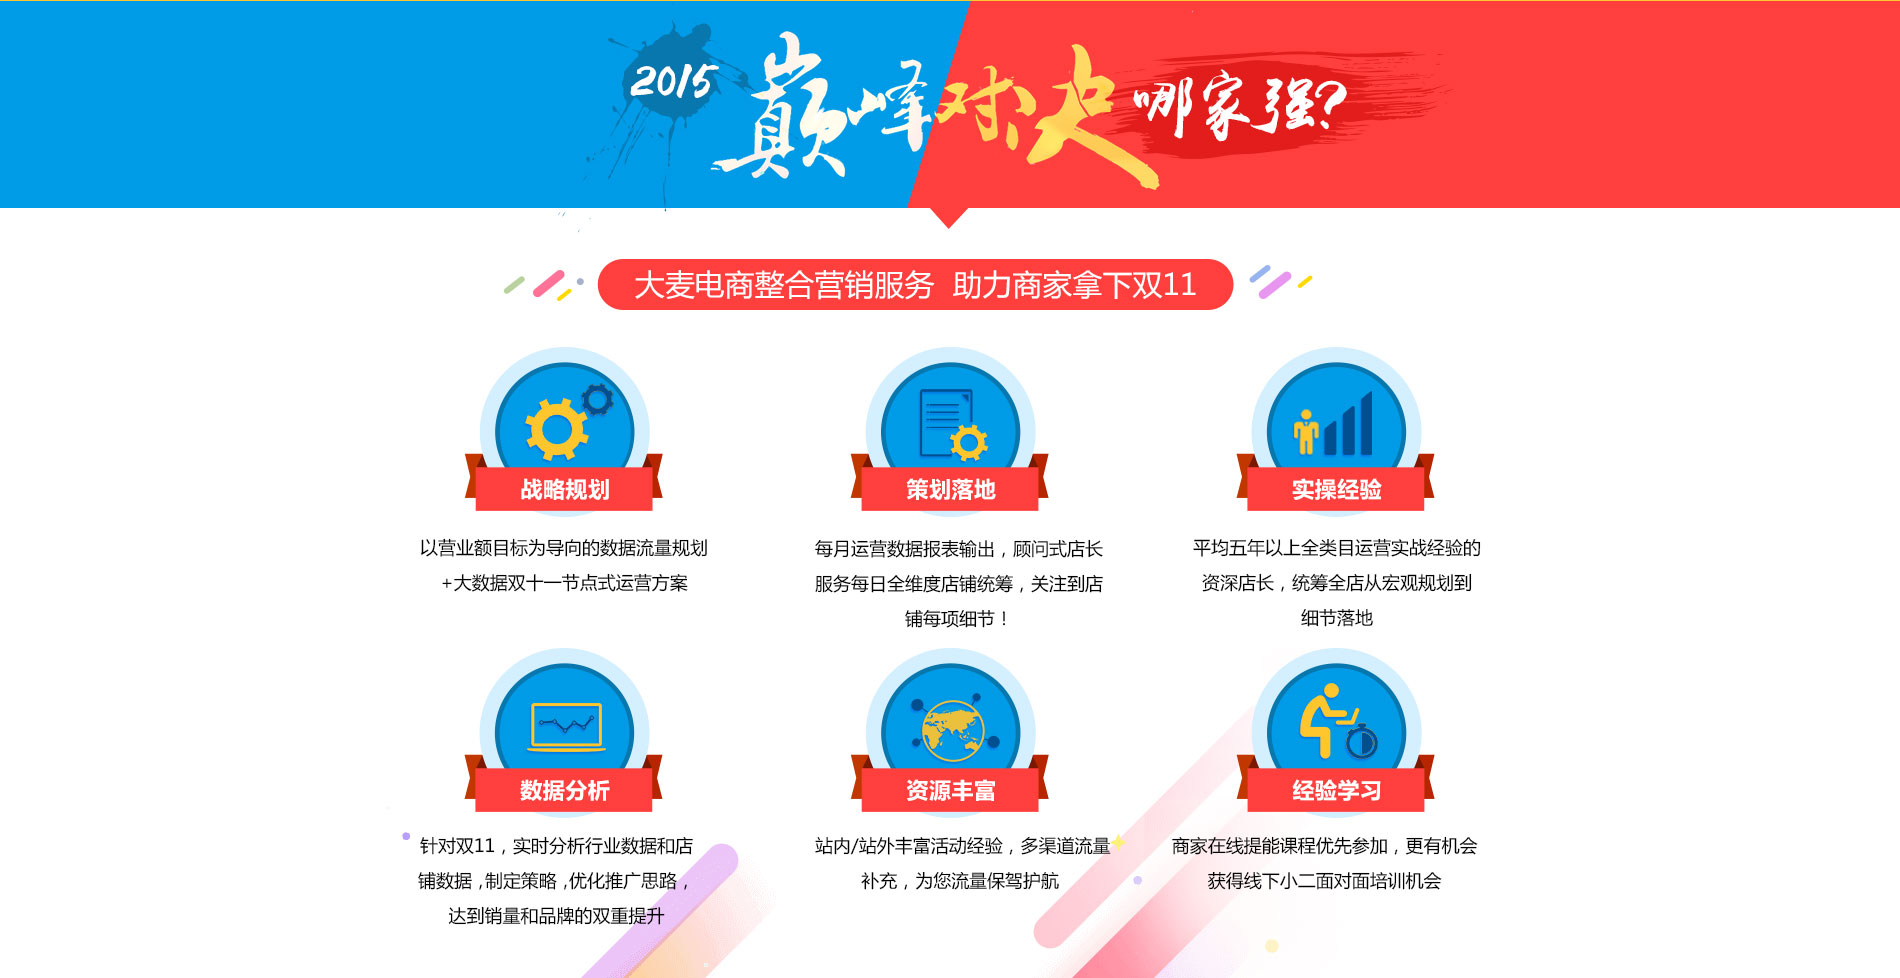 2015 巅峰对决 哪家强?
大麦电商整合营销服务 助力商家拿下双11
战略规划
以营业额目标为导向的数据流量规划
+大数据双十一节点式运营方案
策划落地
每月运营数据报表输出，顾问式店长
服务每日全维度店铺统筹，关注到店
铺每项细节！
实操经验
平均五年以上全类目运营实战经验的
资深店长，统筹全店从宏观规划到
细节落地
数据分析
针对双11，实时分析行业数据和店
铺数据,制定策略,优化推广思路，
达到销量和品牌的双重提升
资源丰富
站内/站外丰富活动经验，多渠道流量
补充，为您流量保驾护航
经验学习
商家在线提能课程优先参加，更有机会
获得线下小二面对面培训机会